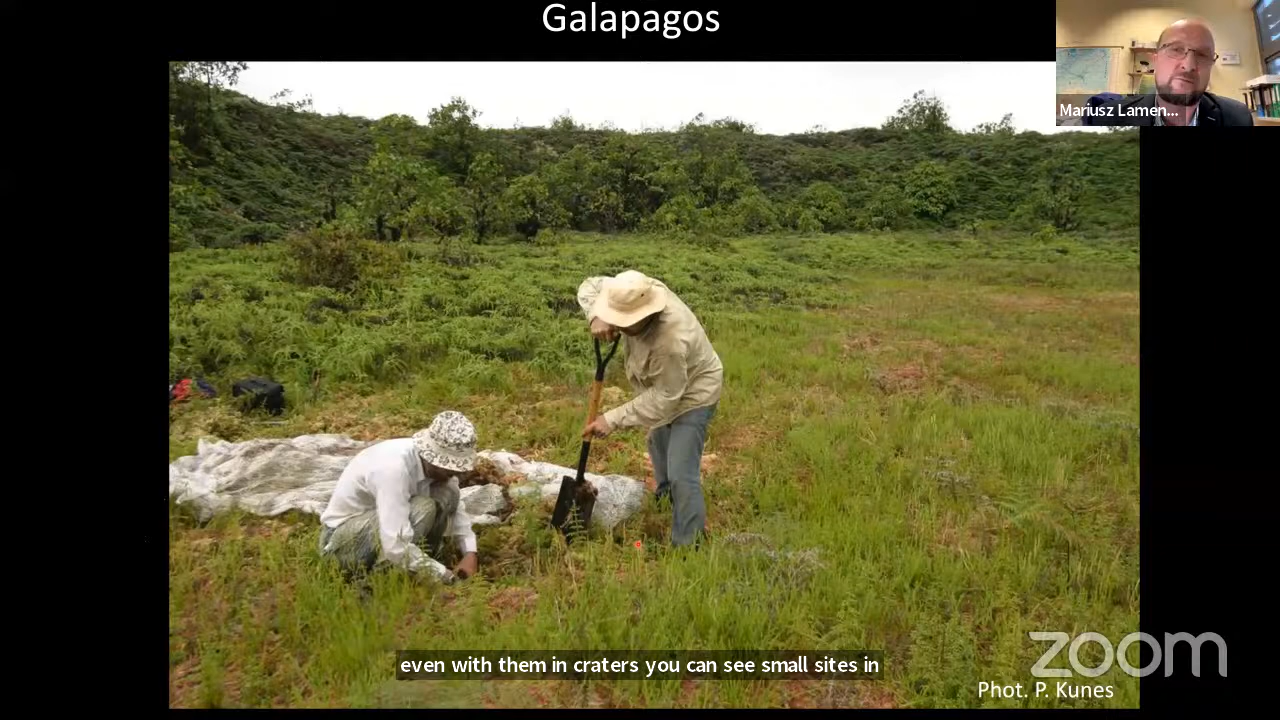 Galapagos
Mariusz Lamen...
even with them in craters you can see small sites in
zoom
Phot. P. Kunes